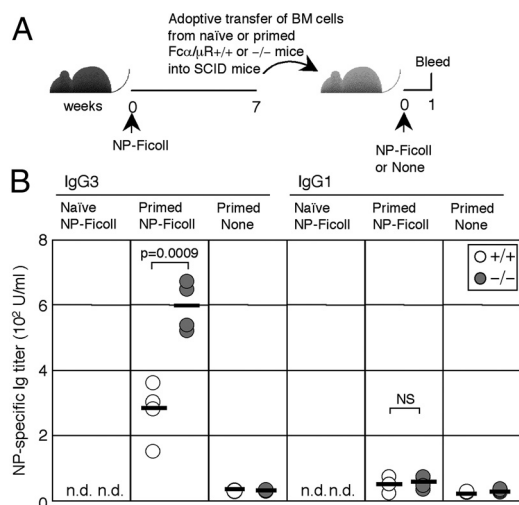 A
Adoptive transfer of BM cells
from naïve or primed
Fcα/μR+/+ or −/− mice
into SCID mice
Bleed
weeks 0 7 0 1
NP-Ficoll
NP-Ficoll
or None
B
IgG3 IgG1
Naïve Primed Primed Naïve Primed Primed
NP-Ficoll NP-Ficoll None NP-Ficoll NP-Ficoll None
8
p=0.0009
+/+
−/−
6
4
NS
2
n.d. n.d. n.d. n.d.
0
NP-specific Ig titer (10² U/ml)